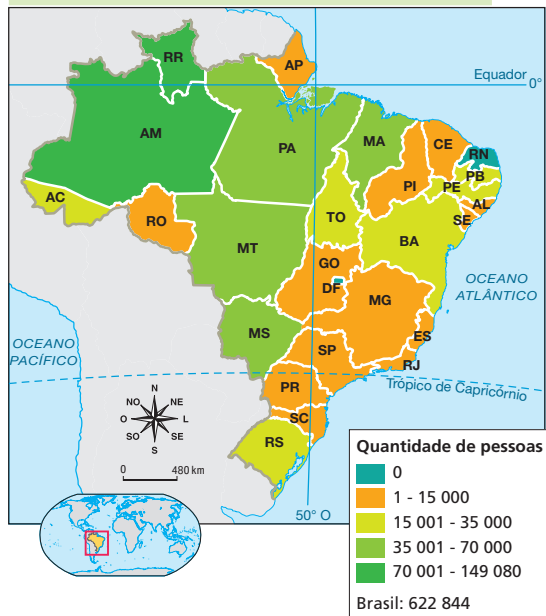 RR
AP
Equador
0°
AM
PA
MA
CE
RN
PB
PE
PI
AL
SE
AC
RO
TO
BA
MT
GO
DF
MG
OCEANO
ATLÂNTICO
MS
ES
SP
RJ
OCEANO
PACÍFICO
Trópico de Capricórnio
PR
SC
RS
N
NO NE
O L
SO SE
S
0 480 km
50° O
Quantidade de pessoas
0
1 - 15 000
15 001 - 35 000
35 001 - 70 000
70 001 - 149 080
Brasil: 622 844